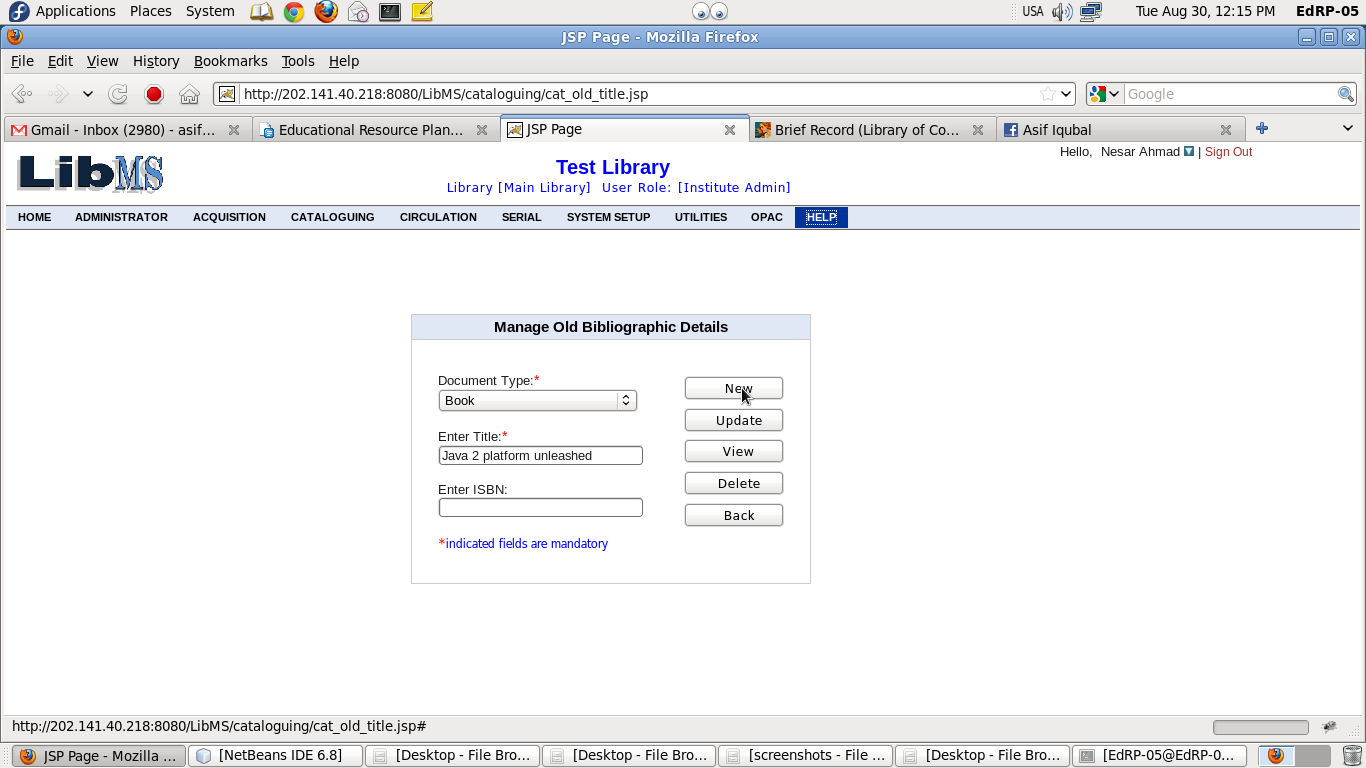 Applications Places System USA Tue Aug 30, 12:15 PM EdRP-05
JSP Page - Mozilla Firefox
File Edit View History Bookmarks Tools Help
http://202.141.40.218:8080/LibMS/cataloguing/cat_old_title.jsp Google
Gmail - Inbox (2980) - asif... Educational Resource Plan... JSP Page Brief Record (Library of Co... Asif Iqubal
LibMS
Hello, Nesar Ahmad | Sign Out
Test Library
Library [Main Library] User Role: [Institute Admin]
HOME ADMINISTRATOR ACQUISITION CATALOGUING CIRCULATION SERIAL SYSTEM SETUP UTILITIES OPAC HELP
Manage Old Bibliographic Details
Document Type:*
Book
Enter Title:*
Java 2 platform unleashed
Enter ISBN:
*indicated fields are mandatory
New
Update
View
Delete
Back
http://202.141.40.218:8080/LibMS/cataloguing/cat_old_title.jsp#
JSP Page - Mozilla ... [NetBeans IDE 6.8] [Desktop - File Bro... [Desktop - File Bro... [screenshots - File ... [Desktop - File Bro... [EdRP-05@EdRP-0...